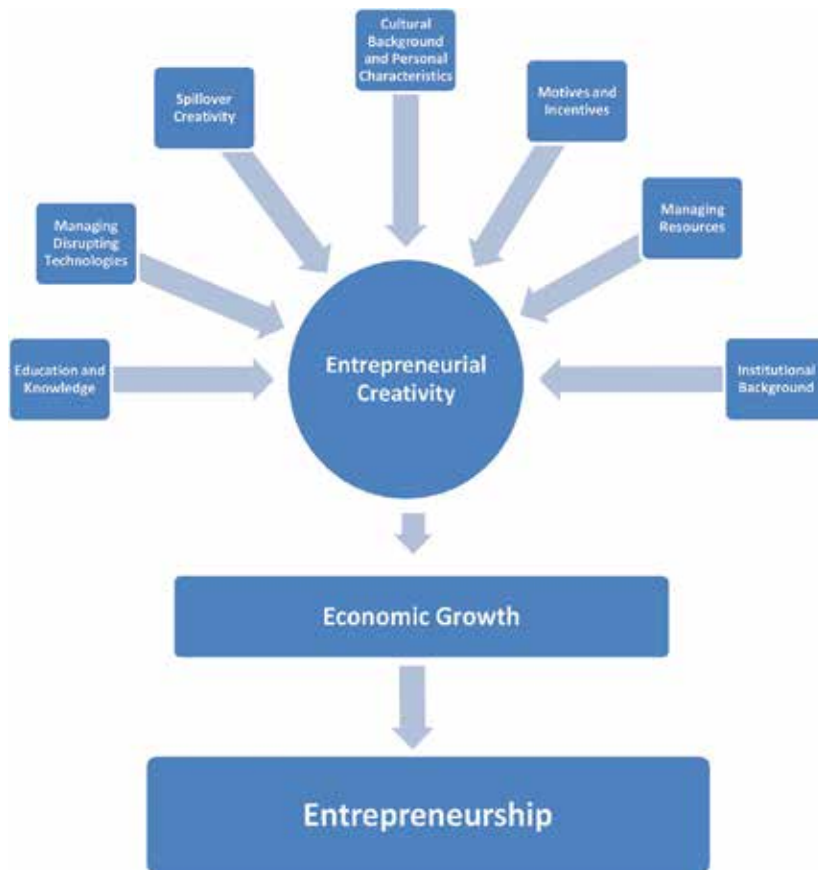 Cultural
Background
and Personal
Characteristics
Spillover
Creativity
Motives and
Incentives
Managing
Disrupting
Technologies
Managing
Resources
Education and
Knowledge
Entrepreneurial
Creativity
Institutional
Background
Economic Growth
Entrepreneurship